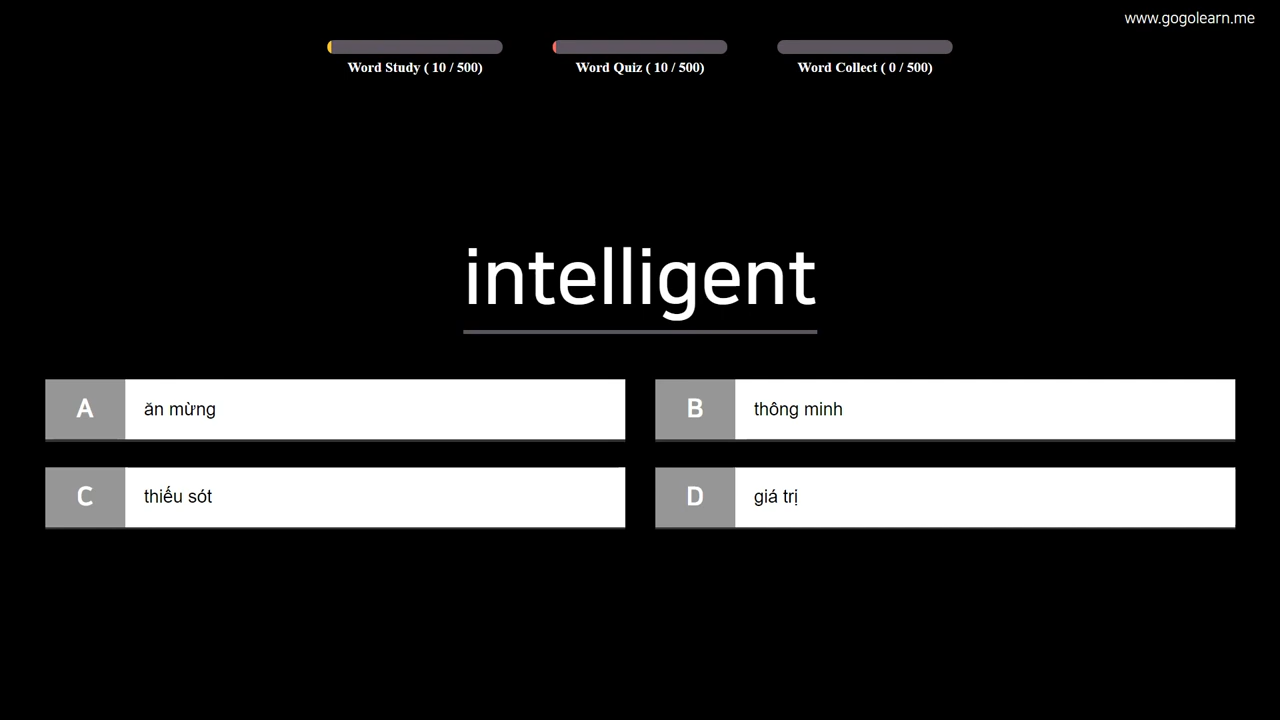 www.gogolearn.me
Word Study ( 10 / 500)
Word Quiz ( 10 / 500)
Word Collect ( 0 / 500)
intelligent
A ăn mừng
B thông minh
C thiếu sót
D giá trị